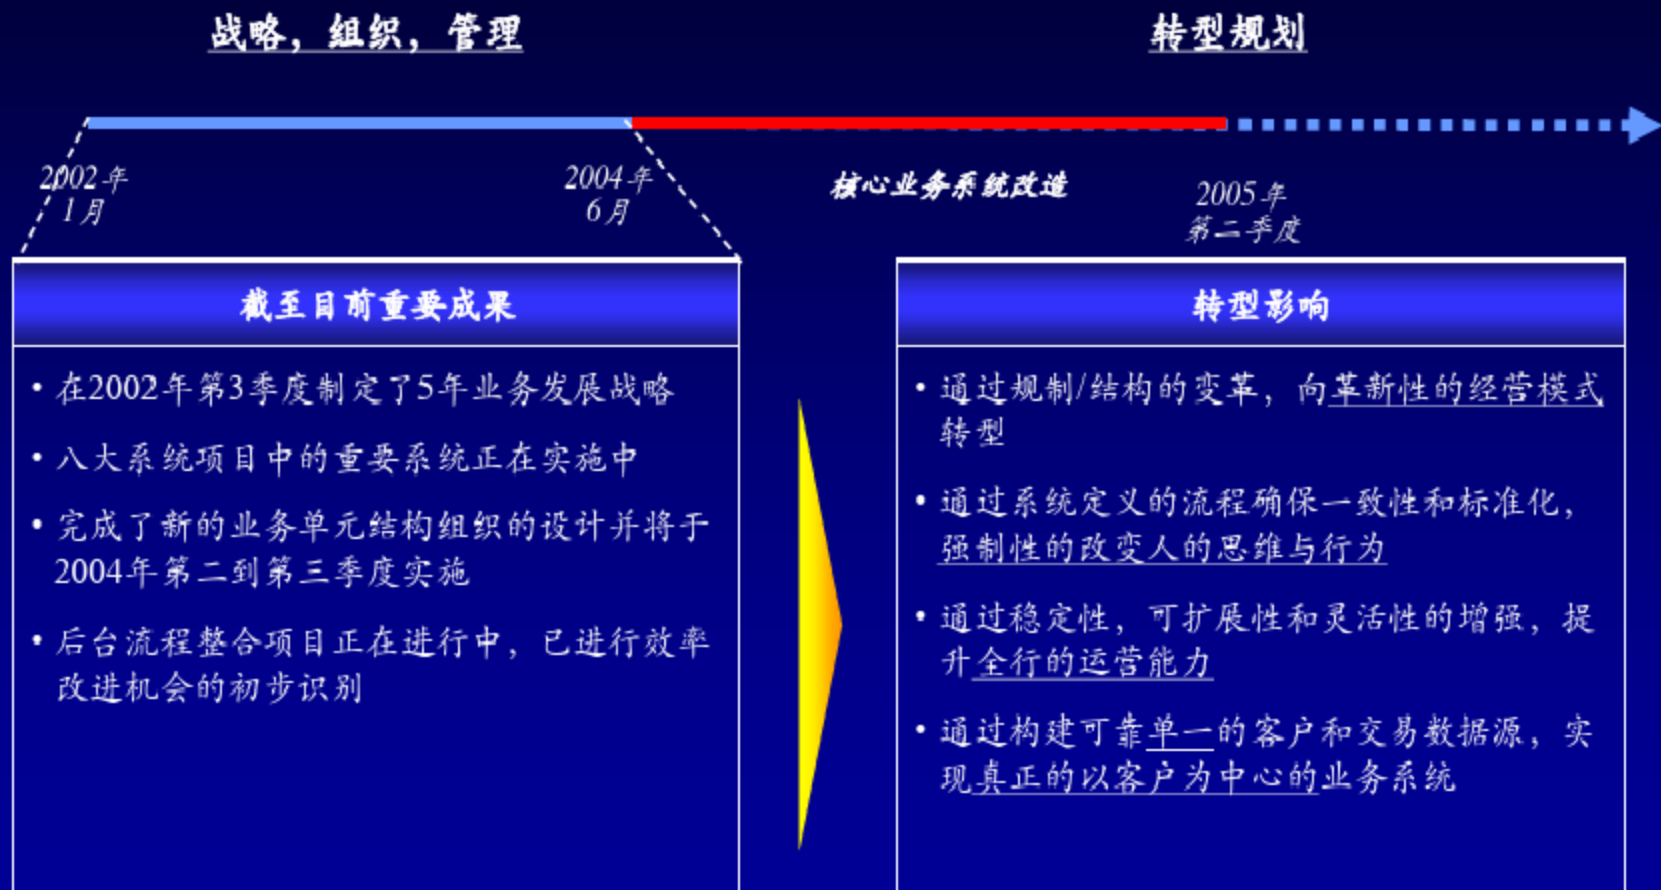 战略，组织，管理
转型规划
2002年
1月
2004年
6月
核心业务系统改造
2005年
第二季度
截至目前重要成果
• 在2002年第3季度制定了5年业务发展战略
• 八大系统项目中的重要系统正在实施中
• 完成了新的业务单元结构组织的设计并将于
2004年第二到第三季度实施
• 后台流程整合项目正在进行中，已进行效率
改进机会的初步识别
转型影响
• 通过规制/结构的变革，向革新性的经营模式
转型
• 通过系统定义的流程确保一致性和标准化，
强制性的改变人的思维与行为
• 通过稳定性，可扩展性和灵活性的增强，提
升全行的运营能力
• 通过构建可靠单一的客户和交易数据源，实
现真正的以客户为中心的业务系统